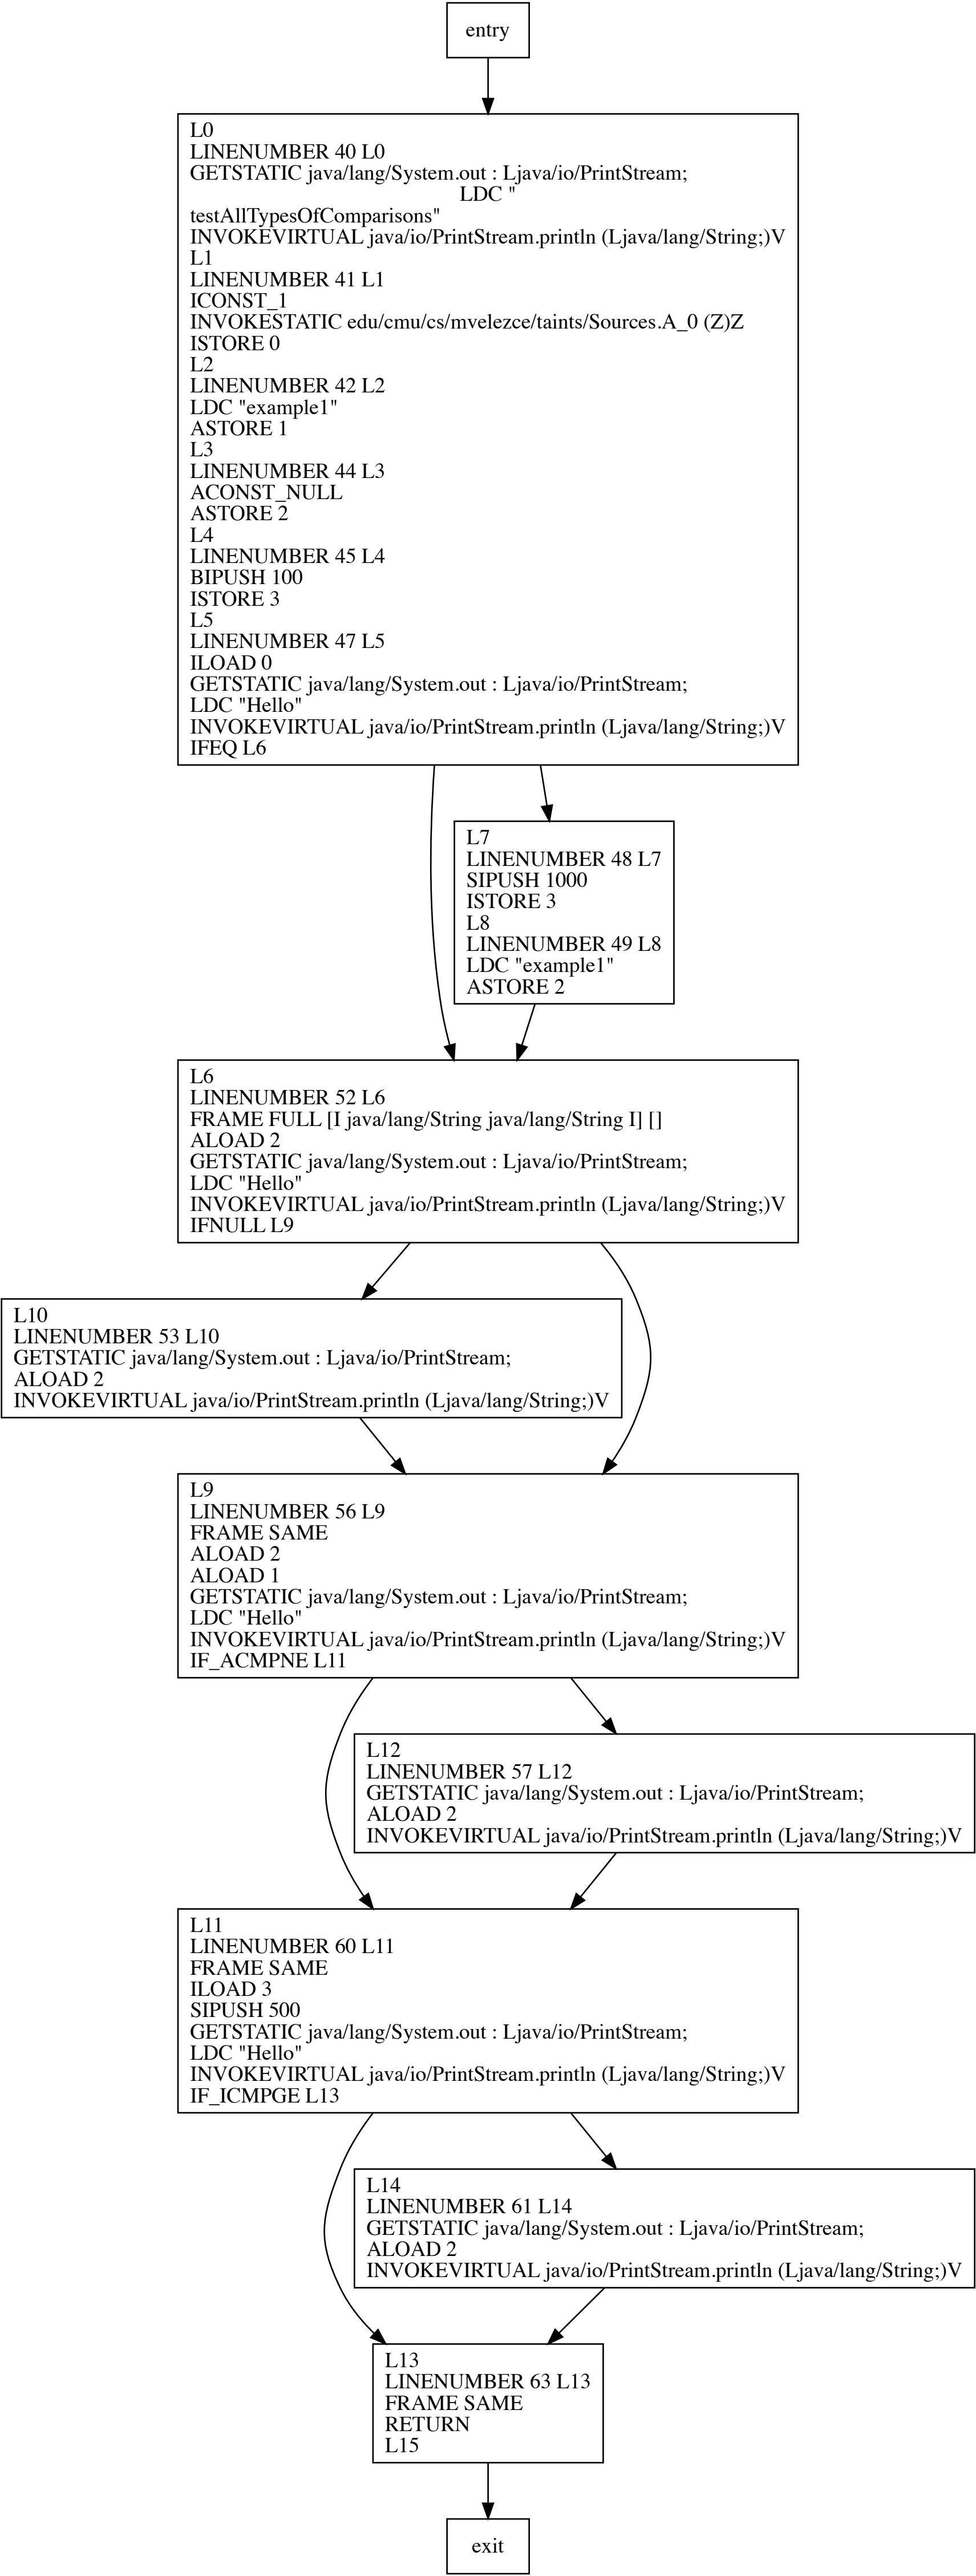 entry
L0
LINENUMBER 40 L0
GETSTATIC java/lang/System.out : Ljava/io/PrintStream;
LDC "
testAllTypesOfComparisons"
INVOKEVIRTUAL java/io/PrintStream.println (Ljava/lang/String;)V
L1
LINENUMBER 41 L1
ICONST_1
INVOKESTATIC edu/cmu/cs/mvelezce/taints/Sources.A_0 (Z)Z
ISTORE 0
L2
LINENUMBER 42 L2
LDC "example1"
ASTORE 1
L3
LINENUMBER 44 L3
ACONST_NULL
ASTORE 2
L4
LINENUMBER 45 L4
BIPUSH 100
ISTORE 3
L5
LINENUMBER 47 L5
ILOAD 0
GETSTATIC java/lang/System.out : Ljava/io/PrintStream;
LDC "Hello"
INVOKEVIRTUAL java/io/PrintStream.println (Ljava/lang/String;)V
IFEQ L6
L7
LINENUMBER 48 L7
SIPUSH 1000
ISTORE 3
L8
LINENUMBER 49 L8
LDC "example1"
ASTORE 2
L6
LINENUMBER 52 L6
FRAME FULL [I java/lang/String java/lang/String I] []
ALOAD 2
GETSTATIC java/lang/System.out : Ljava/io/PrintStream;
LDC "Hello"
INVOKEVIRTUAL java/io/PrintStream.println (Ljava/lang/String;)V
IFNULL L9
L10
LINENUMBER 53 L10
GETSTATIC java/lang/System.out : Ljava/io/PrintStream;
ALOAD 2
INVOKEVIRTUAL java/io/PrintStream.println (Ljava/lang/String;)V
L9
LINENUMBER 56 L9
FRAME SAME
ALOAD 2
ALOAD 1
GETSTATIC java/lang/System.out : Ljava/io/PrintStream;
LDC "Hello"
INVOKEVIRTUAL java/io/PrintStream.println (Ljava/lang/String;)V
IF_ACMPNE L11
L12
LINENUMBER 57 L12
GETSTATIC java/lang/System.out : Ljava/io/PrintStream;
ALOAD 2
INVOKEVIRTUAL java/io/PrintStream.println (Ljava/lang/String;)V
L11
LINENUMBER 60 L11
FRAME SAME
ILOAD 3
SIPUSH 500
GETSTATIC java/lang/System.out : Ljava/io/PrintStream;
LDC "Hello"
INVOKEVIRTUAL java/io/PrintStream.println (Ljava/lang/String;)V
IF_ICMPGE L13
L14
LINENUMBER 61 L14
GETSTATIC java/lang/System.out : Ljava/io/PrintStream;
ALOAD 2
INVOKEVIRTUAL java/io/PrintStream.println (Ljava/lang/String;)V
L13
LINENUMBER 63 L13
FRAME SAME
RETURN
L15
exit